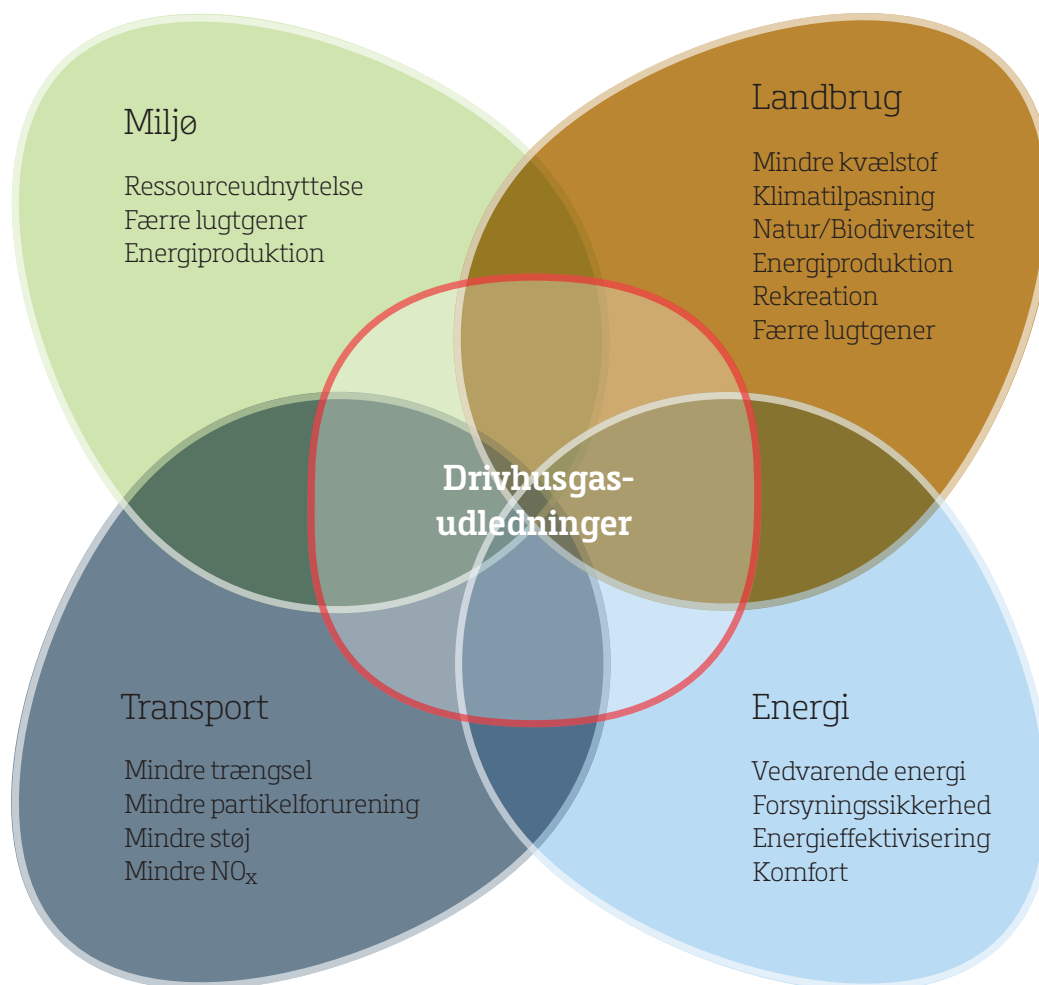 Miljø
Ressourceudnyttelse
Færre lugtgener
Energiproduktion
Landbrug
Mindre kvælstof
Klimatilpasning
Natur/Biodiversitet
Energiproduktion
Rekreation
Færre lugtgener
Drivhusgas-
udledninger
Transport
Mindre trængsel
Mindre partikelforurening
Mindre støj
Mindre NOx
Energi
Vedvarende energi
Forsyningssikkerhed
Energieffektivisering
Komfort